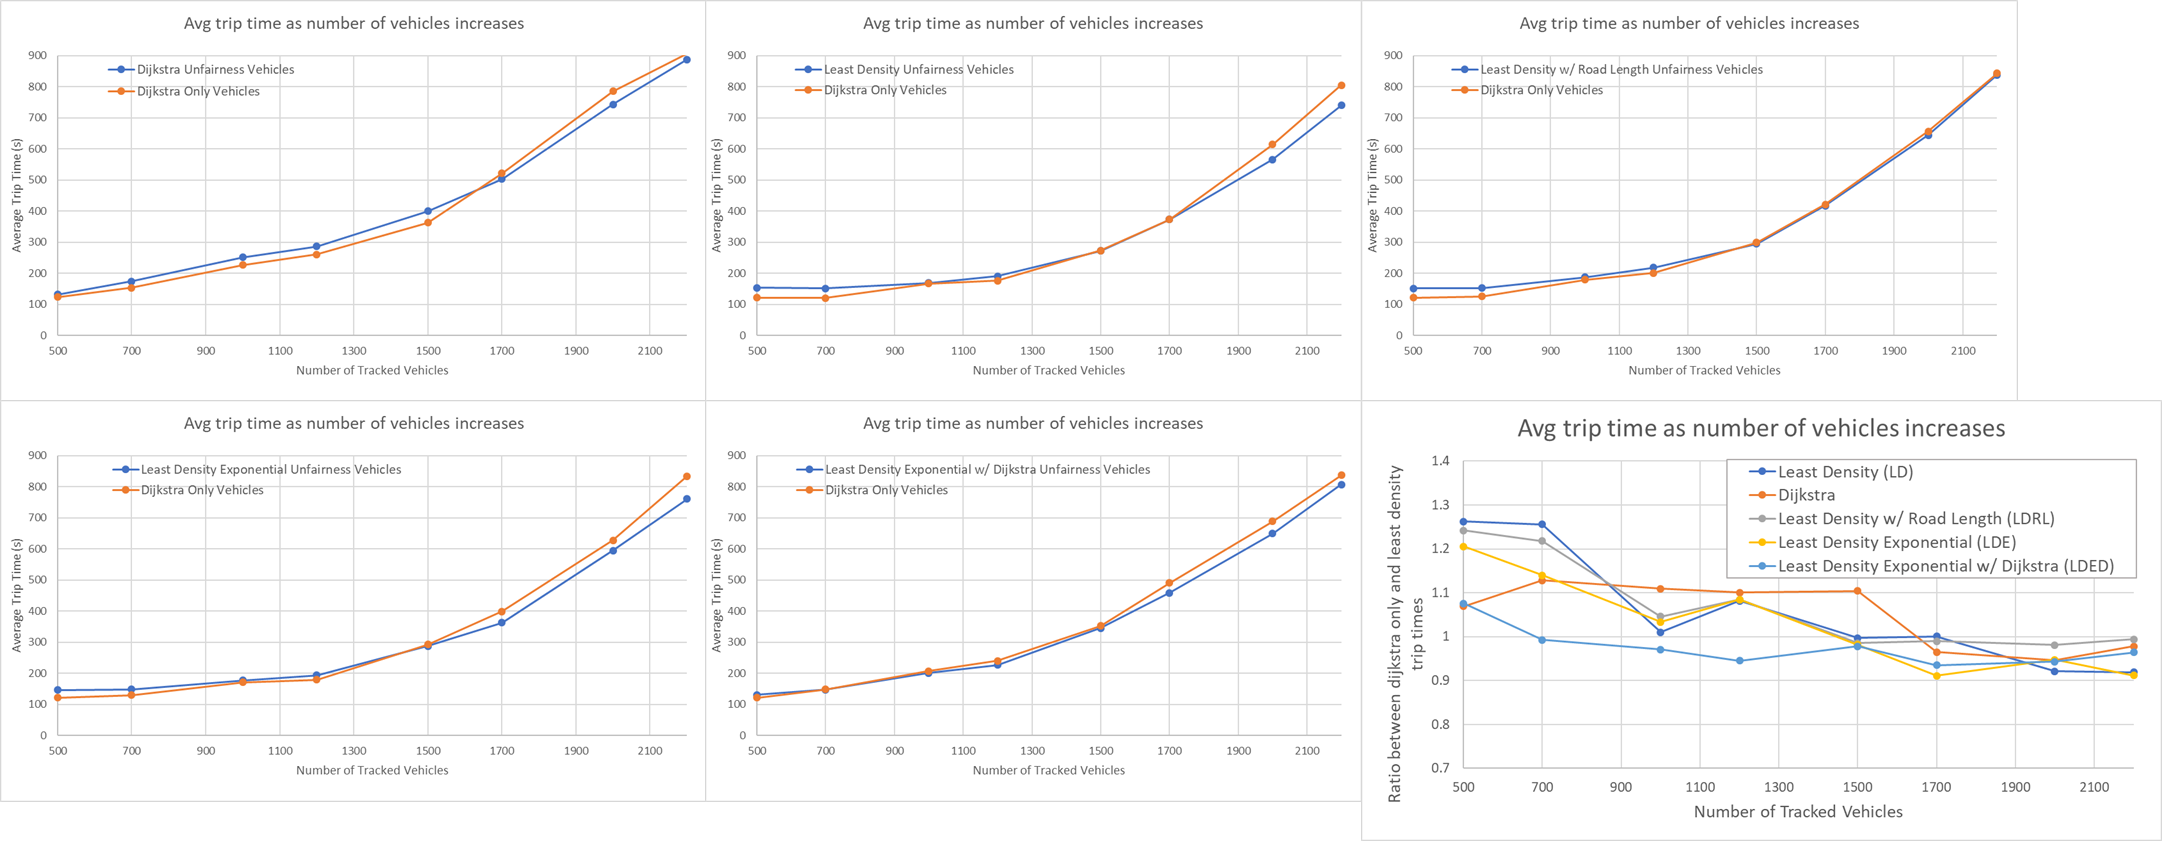 Avg trip time as number of vehicles increases
Dijkstra Unfairness Vehicles
Dijkstra Only Vehicles
Average Trip Time (s)
900
800
700
600
500
400
300
200
100
0
500 700 900 1100 1300 1500 1700 1900 2100
Number of Tracked Vehicles
Avg trip time as number of vehicles increases
Least Density Unfairness Vehicles
Dijkstra Only Vehicles
Average Trip Time (s)
900
800
700
600
500
400
300
200
100
0
500 700 900 1100 1300 1500 1700 1900 2100
Number of Tracked Vehicles
Avg trip time as number of vehicles increases
Least Density w/ Road Length Unfairness Vehicles
Dijkstra Only Vehicles
Average Trip Time (s)
900
800
700
600
500
400
300
200
100
0
500 700 900 1100 1300 1500 1700 1900 2100
Number of Tracked Vehicles
Avg trip time as number of vehicles increases
Least Density Exponential Unfairness Vehicles
Dijkstra Only Vehicles
Average Trip Time (s)
900
800
700
600
500
400
300
200
100
0
500 700 900 1100 1300 1500 1700 1900 2100
Number of Tracked Vehicles
Avg trip time as number of vehicles increases
Least Density Exponential w/ Dijkstra Unfairness Vehicles
Dijkstra Only Vehicles
Average Trip Time (s)
900
800
700
600
500
400
300
200
100
0
500 700 900 1100 1300 1500 1700 1900 2100
Number of Tracked Vehicles
Avg trip time as number of vehicles increases
Least Density (LD)
Dijkstra
Least Density w/ Road Length (LDRL)
Least Density Exponential (LDE)
Least Density Exponential w/ Dijkstra (LDED)
Ratio between dijkstra only and least density
trip times
1.4
1.3
1.2
1.1
1
0.9
0.8
0.7
500 700 900 1100 1300 1500 1700 1900 2100
Number of Tracked Vehicles